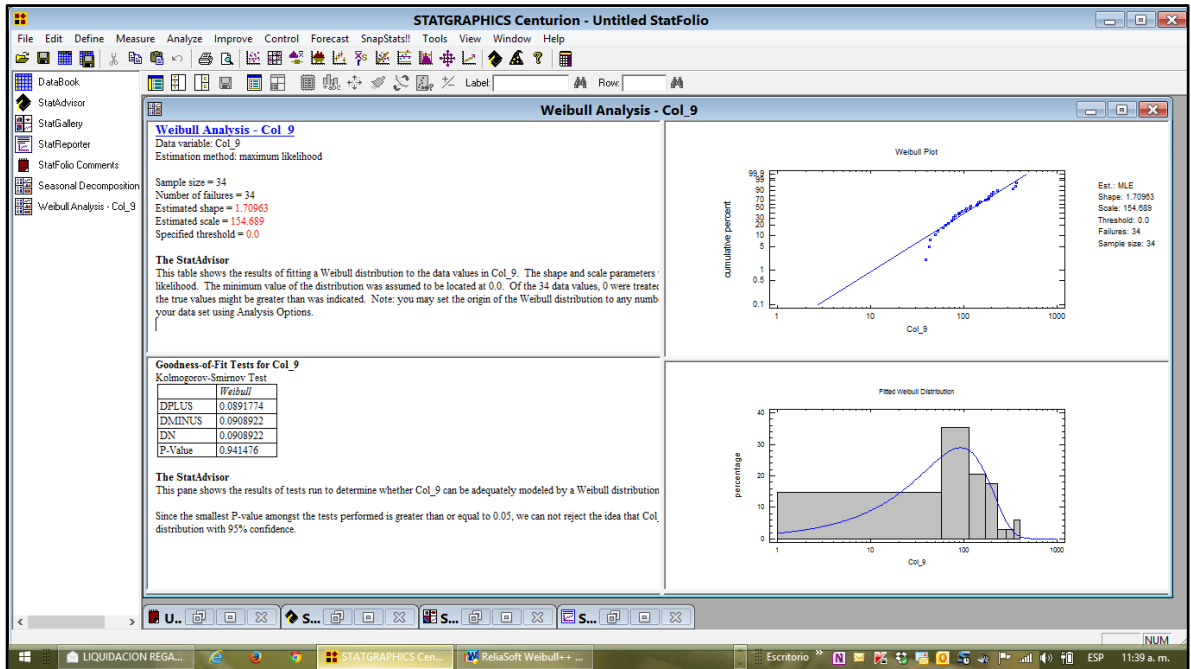 STATGRAPHICS Centurion - Untitled StatFolio
File Edit Define Measure Analyze Improve Control Forecast SnapStats!! Tools View Window Help
Label: Row:
DataBook
StatAdvisor
StatGallery
StatReporter
StatFolio Comments
Seasonal Decomposition
Weibull Analysis - Col_9
Weibull Analysis - Col_9
Weibull Analysis - Col_9
Data variable: Col_9
Estimation method: maximum likelihood
Sample size = 34
Number of failures = 34
Estimated shape = 1.70963
Estimated scale = 154.689
Specified threshold = 0.0
The StatAdvisor
This table shows the results of fitting a Weibull distribution to the data values in Col_9. The shape and scale parameters
likelihood. The minimum value of the distribution was assumed to be located at 0.0. Of the 34 data values, 0 were treated
the true values might be greater than was indicated. Note: you may set the origin of the Weibull distribution to any numbe
your data set using Analysis Options.
Weibull Plot
99.9
99
95
90
70
50
30
20
10
5
1
0.5
0.1
cumulative percent
1 10 100 1000
Col_9
Est.: MLE
Shape: 1.70963
Scale: 154.689
Threshold: 0.0
Failures: 34
Sample size: 34
Goodness-of-Fit Tests for Col_9
Kolmogorov-Smirnov Test
Weibull
DPLUS 0.0891774
DMINUS 0.0908922
DN 0.0908922
P-Value 0.941476
The StatAdvisor
This pane shows the results of tests run to determine whether Col_9 can be adequately modeled by a Weibull distribution
Since the smallest P-value amongst the tests performed is greater than or equal to 0.05, we can not reject the idea that Col_
distribution with 95% confidence.
Fitted Weibull Distribution
40
30
20
10
0
percentage
1 10 100 1000
Col_9
U.. S... S... S...
NUM
LIQUIDACION REGA... STATGRAPHICS Cen... ReliaSoft Weibull++ ... Escritorio » ESP 11:39 a. m.